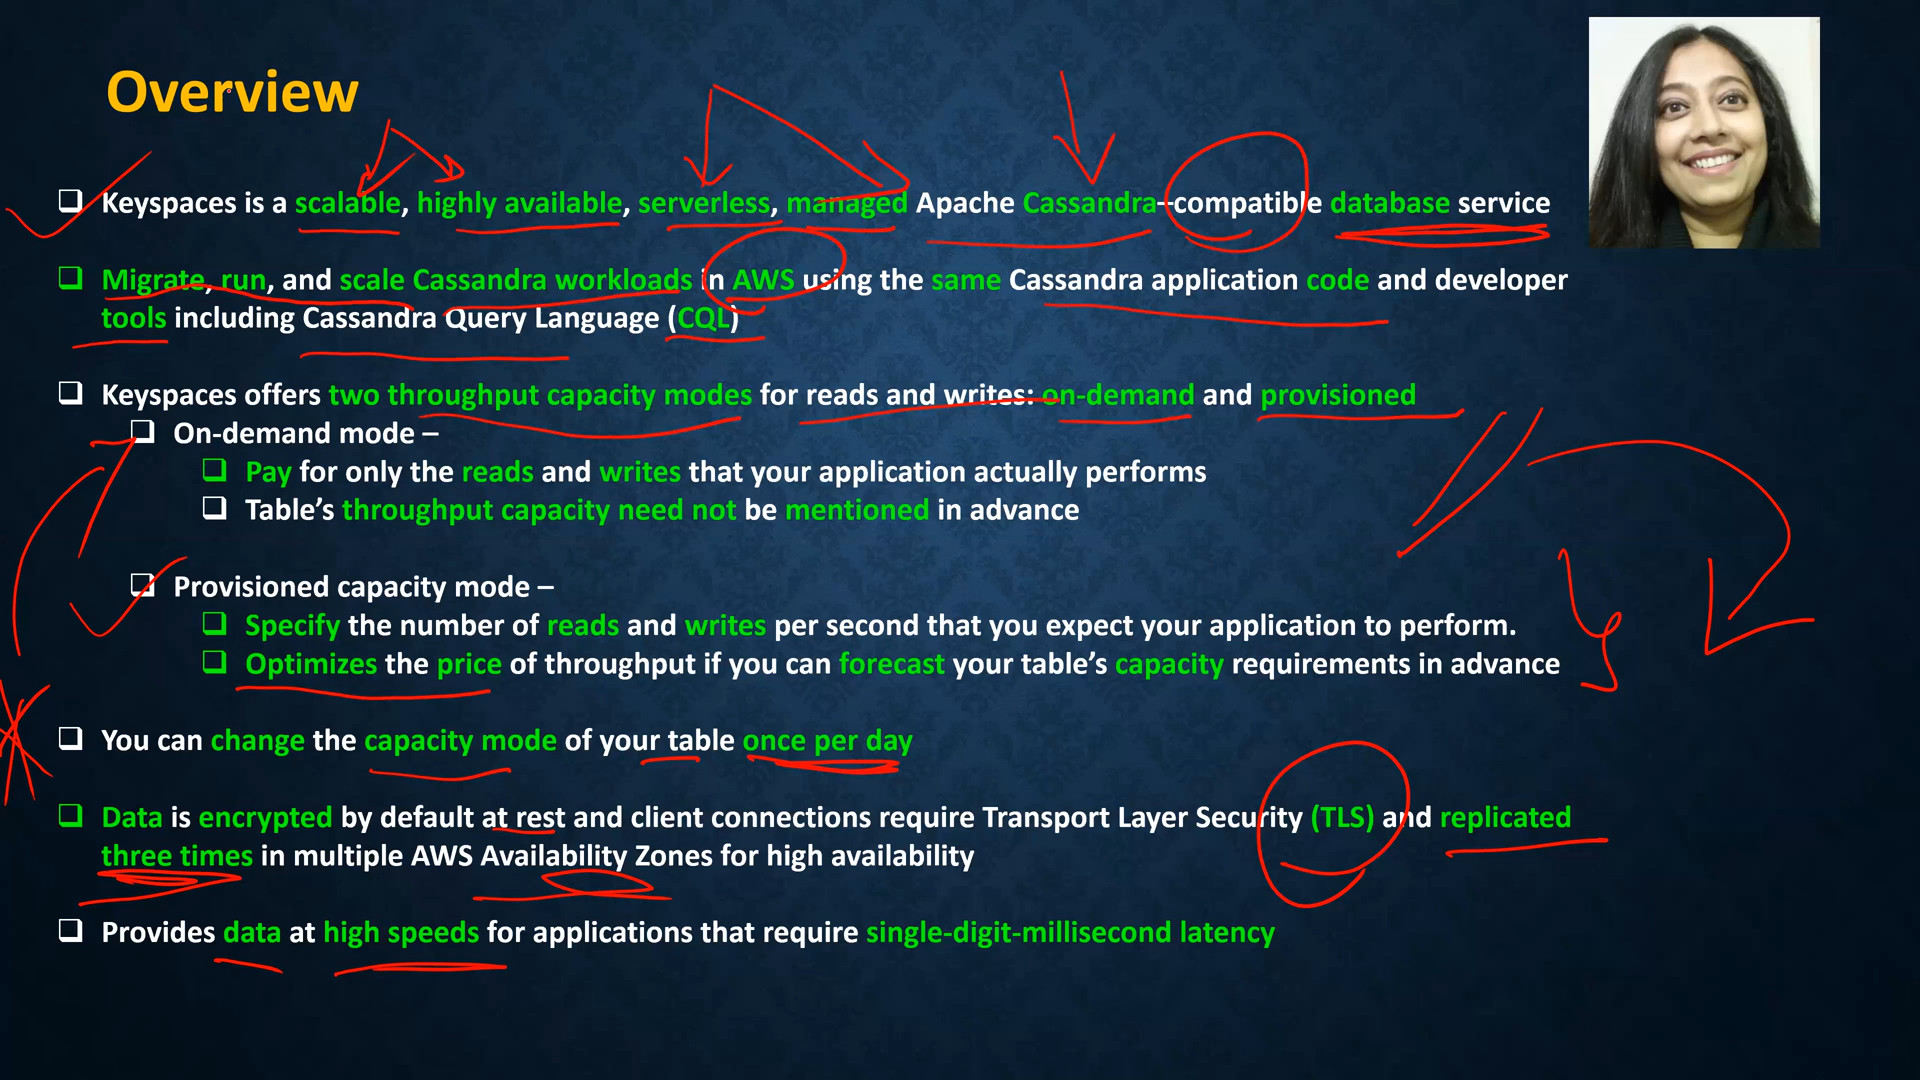 Overview
Keyspaces is a scalable, highly available, serverless, managed Apache Cassandra–compatible database service
Migrate, run, and scale Cassandra workloads in AWS using the same Cassandra application code and developer
tools including Cassandra Query Language (CQL)
Keyspaces offers two throughput capacity modes for reads and writes: on-demand and provisioned
On-demand mode –
Pay for only the reads and writes that your application actually performs
Table’s throughput capacity need not be mentioned in advance
Provisioned capacity mode –
Specify the number of reads and writes per second that you expect your application to perform.
Optimizes the price of throughput if you can forecast your table’s capacity requirements in advance
You can change the capacity mode of your table once per day
Data is encrypted by default at rest and client connections require Transport Layer Security (TLS) and replicated
three times in multiple AWS Availability Zones for high availability
Provides data at high speeds for applications that require single-digit-millisecond latency